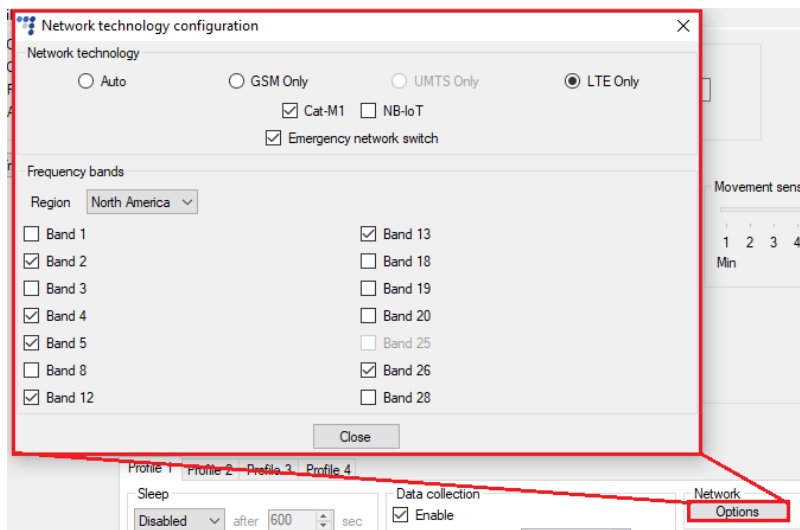 Network technology configuration
Network technology
Auto GSM Only UMTS Only LTE Only
Cat-M1 NB-IoT
Emergency network switch
Frequency bands
Region North America
Band 1 Band 13
Band 2 Band 18
Band 3 Band 19
Band 4 Band 20
Band 5 Band 25
Band 8 Band 26
Band 12 Band 28
Close
Movement sens
1 2 3 4
Min
Profile 1 Profile 2 Profile 3 Profile 4
Sleep Data collection Network
Disabled after 600 sec Enable Options